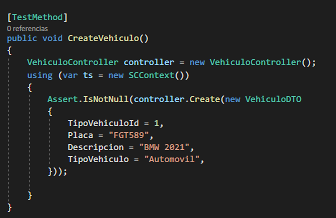 [TestMethod]
0 referencias
public void CreateVehiculo()
{
VehiculoController controller = new VehiculoController();
using (var ts = new SCContext())
{
Assert.IsNotNull(controller.Create(new VehiculoDTO
{
TipoVehiculoId = 1,
Placa = "FGT589",
Descripcion = "BMW 2021",
TipoVehiculo = "Automovil",
}));
}
}